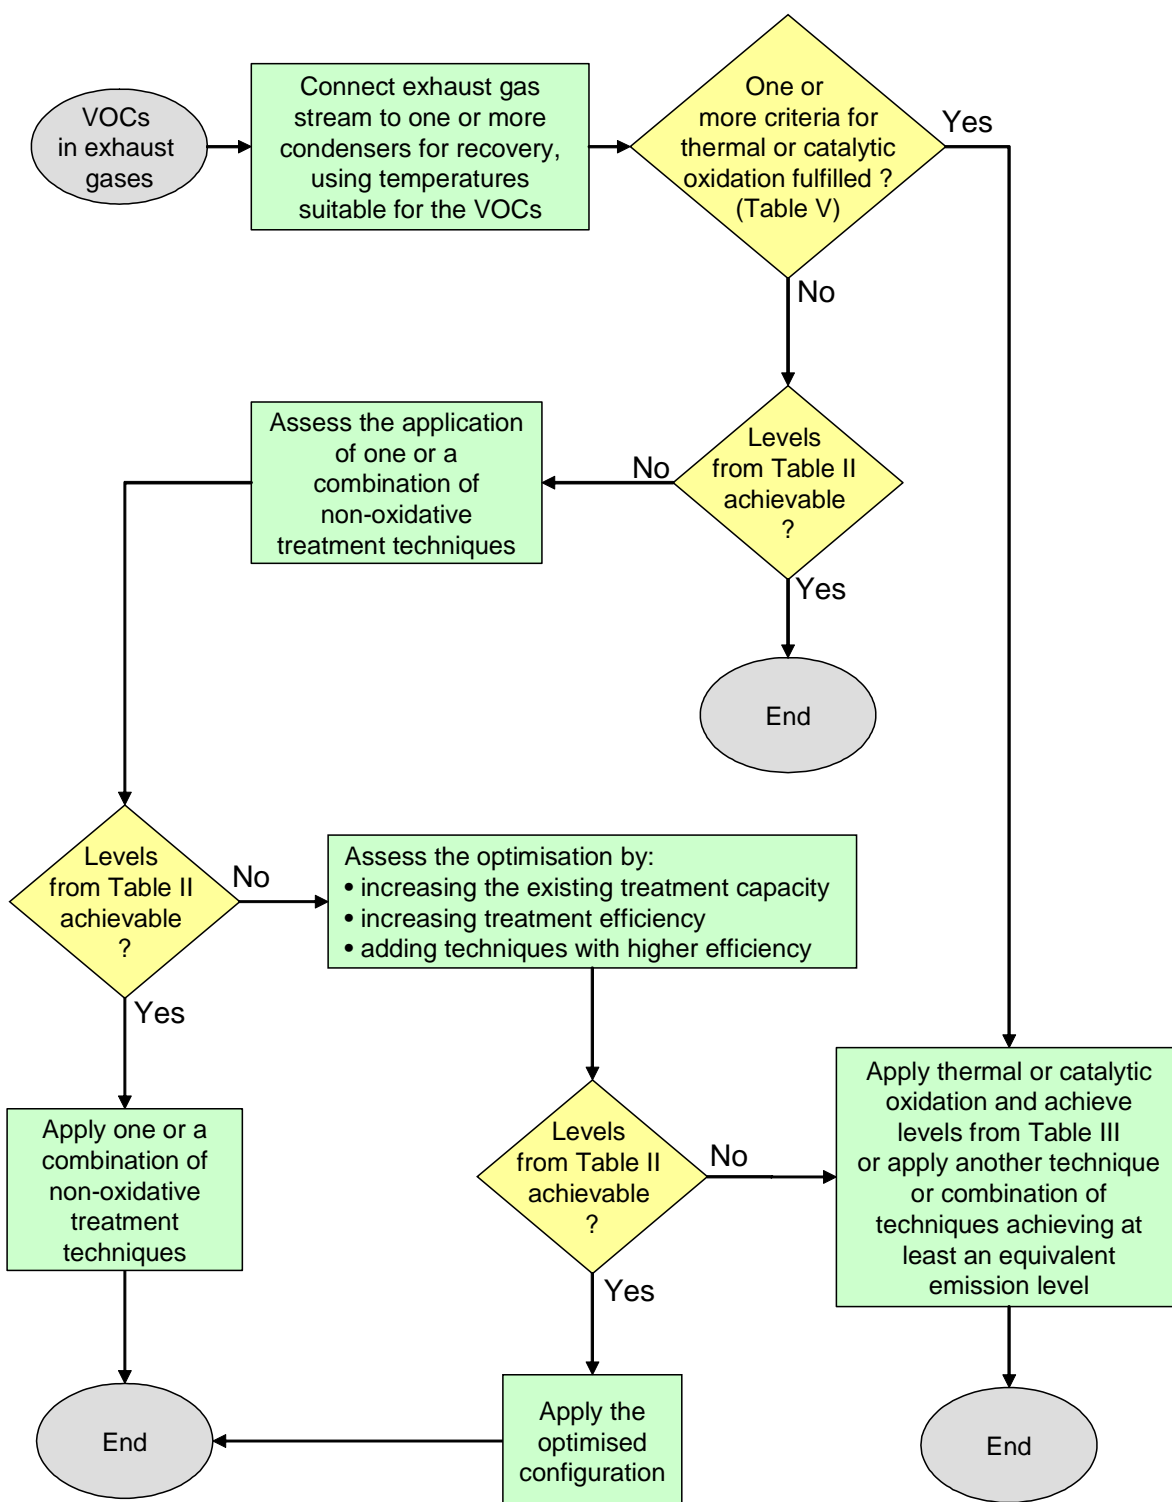 VOCs
in exhaust
gases
Connect exhaust gas
stream to one or more
condensers for recovery,
using temperatures
suitable for the VOCs
One or
more criteria for
thermal or catalytic
oxidation fulfilled ?
(Table V)
Yes
No
Levels
from Table II
achievable
?
No
Yes
Assess the application
of one or a
combination of
non-oxidative
treatment techniques
End
Levels
from Table II
achievable
?
No
Yes
Assess the optimisation by:
• increasing the existing treatment capacity
• increasing treatment efficiency
• adding techniques with higher efficiency
Apply one or a
combination of
non-oxidative
treatment
techniques
Levels
from Table II
achievable
?
No
Yes
Apply thermal or catalytic
oxidation and achieve
levels from Table III
or apply another technique
or combination of
techniques achieving at
least an equivalent
emission level
End
Apply the
optimised
configuration
End